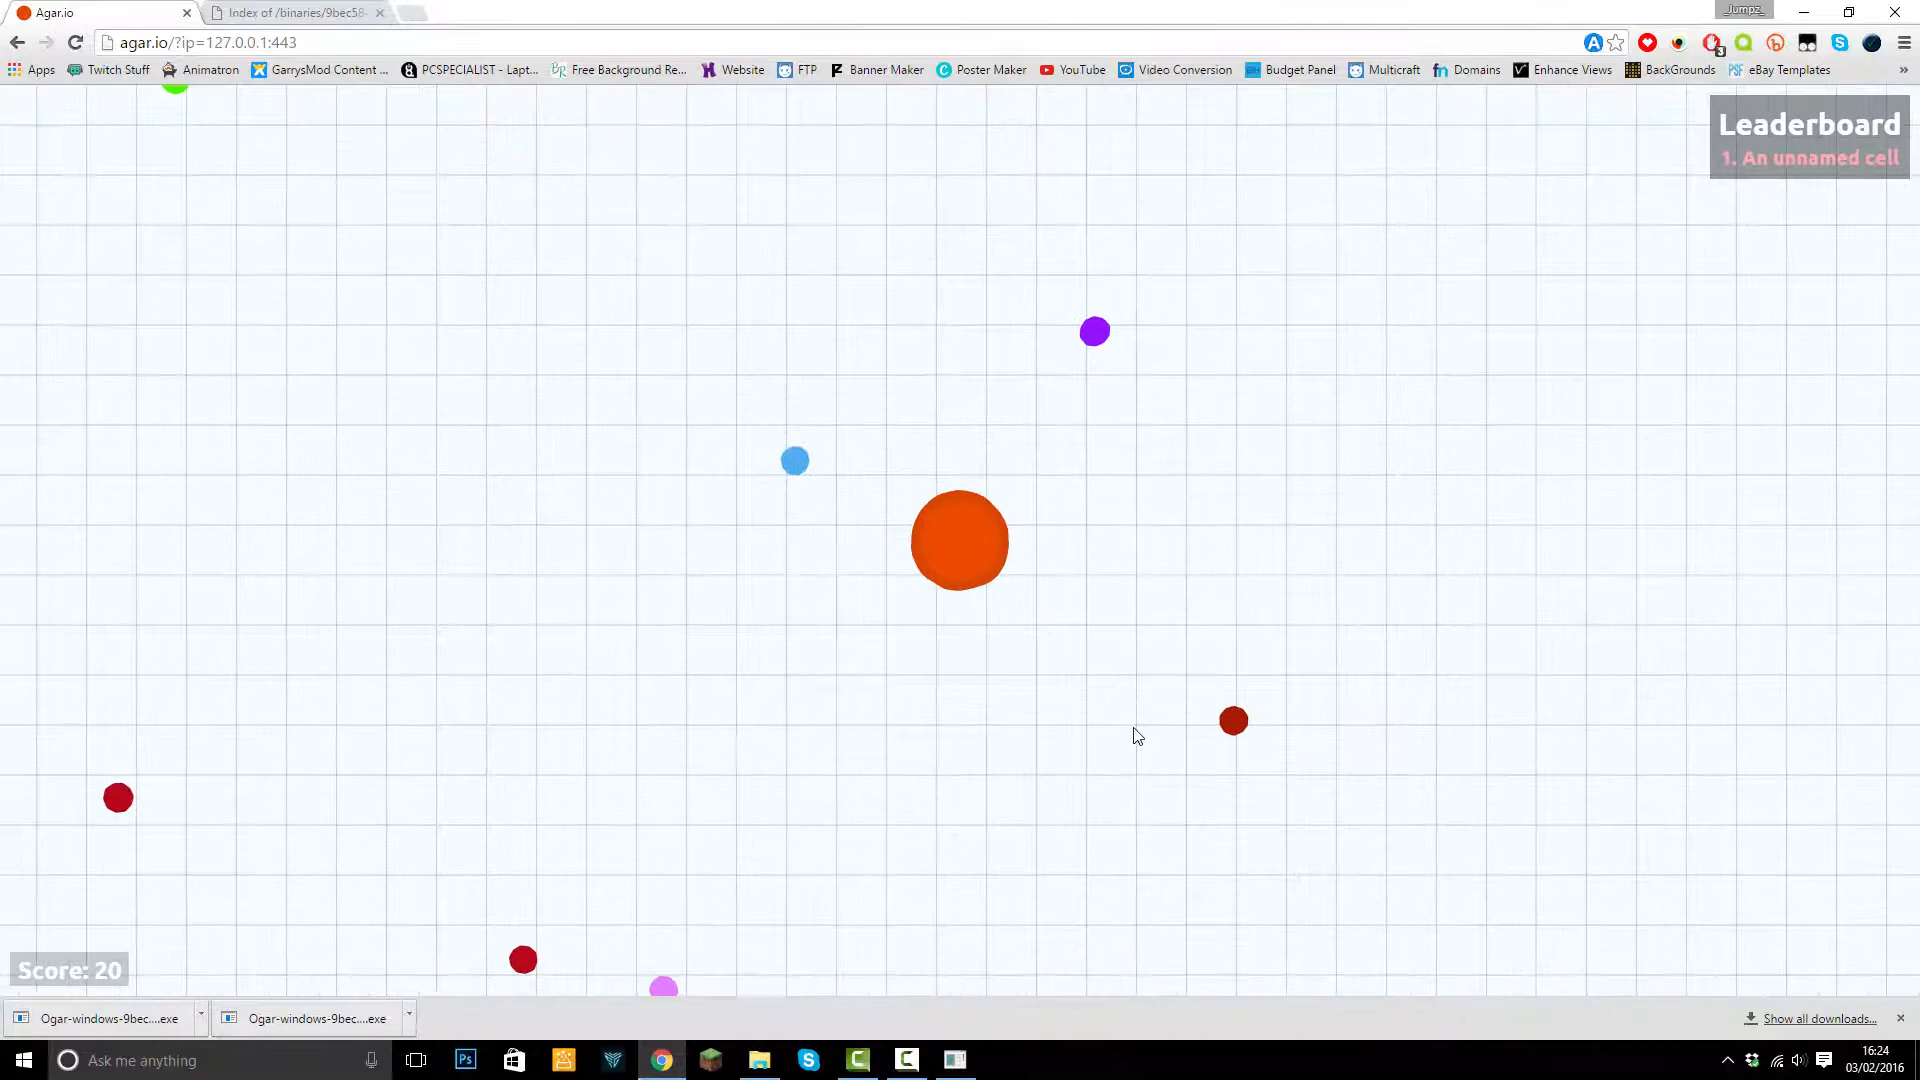 Agar.io
Index of /binaries/9bec58-
_Jumpz_
agar.io/?ip=127.0.0.1:443
3
Apps
Twitch Stuff
Animatron
GarrysMod Content ...
PCSPECIALIST - Lapt...
Free Background Re...
Website
FTP
Banner Maker
Poster Maker
YouTube
Video Conversion
Budget Panel
Multicraft
Domains
Enhance Views
BackGrounds
eBay Templates
»
Leaderboard
1. An unnamed cell
Score: 20
Ogar-windows-9bec....exe
Ogar-windows-9bec....exe
Show all downloads...
Ask me anything
16:24
03/02/2016